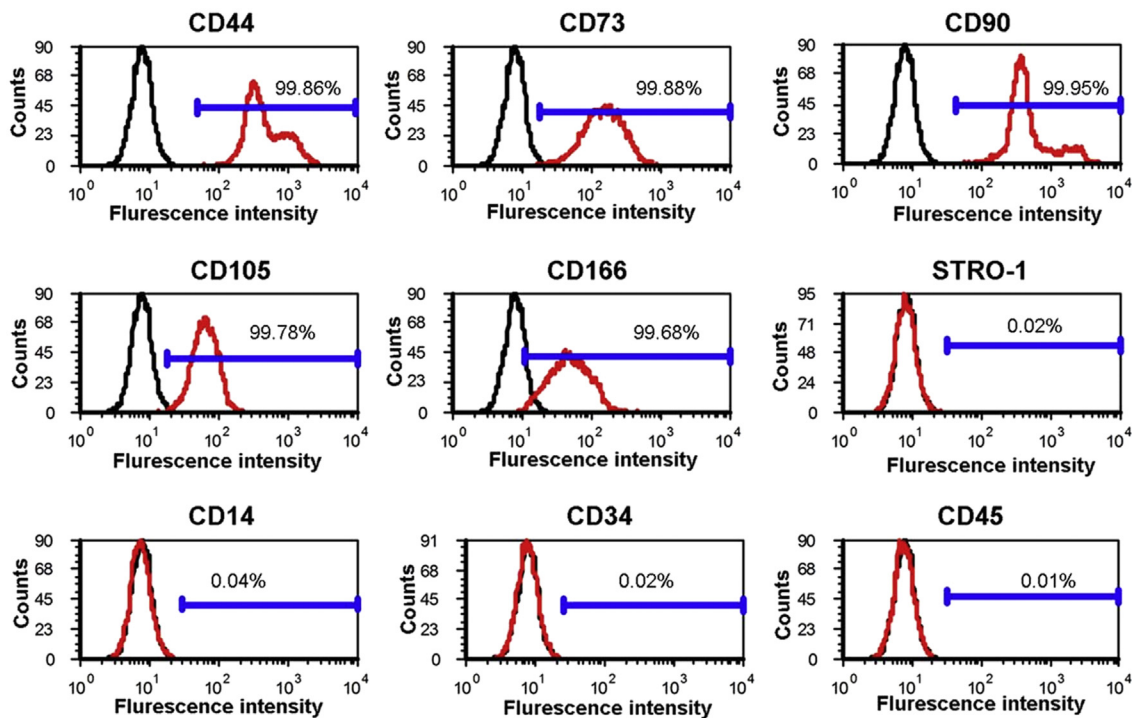 CD44 CD73 CD90
90 90 90
68 68 68
45 45 45
23 23 23
0 0 0
99.86% 99.88% 99.95%
Counts Counts Counts
10^0 10^1 10^2 10^3 10^4 10^0 10^1 10^2 10^3 10^4 10^0 10^1 10^2 10^3 10^4
Flurescence intensity Flurescence intensity Flurescence intensity
CD105 CD166 STRO-1
90 90 95
68 68 71
45 45 48
23 23 24
0 0 0
99.78% 99.68% 0.02%
Counts Counts Counts
10^0 10^1 10^2 10^3 10^4 10^0 10^1 10^2 10^3 10^4 10^0 10^1 10^2 10^3 10^4
Flurescence intensity Flurescence intensity Flurescence intensity
CD14 CD34 CD45
90 91 90
68 68 68
45 45 45
23 23 23
0 0 0
0.04% 0.02% 0.01%
Counts Counts Counts
10^0 10^1 10^2 10^3 10^4 10^0 10^1 10^2 10^3 10^4 10^0 10^1 10^2 10^3 10^4
Flurescence intensity Flurescence intensity Flurescence intensity